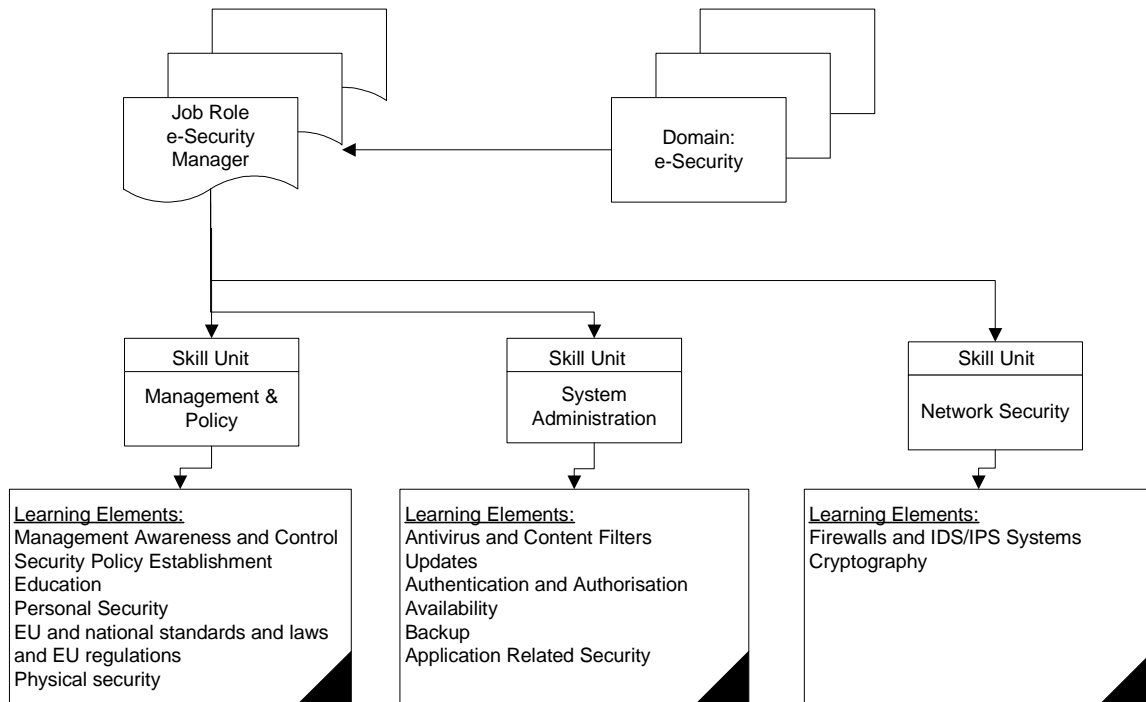 Job Role
e-Security
Manager
Domain:
e-Security
Skill Unit
Management &
Policy
Skill Unit
System
Administration
Skill Unit
Network Security
Learning Elements:
Management Awareness and Control
Security Policy Establishment
Education
Personal Security
EU and national standards and laws
and EU regulations
Physical security
Learning Elements:
Antivirus and Content Filters
Updates
Authentication and Authorisation
Availability
Backup
Application Related Security
Learning Elements:
Firewalls and IDS/IPS Systems
Cryptography